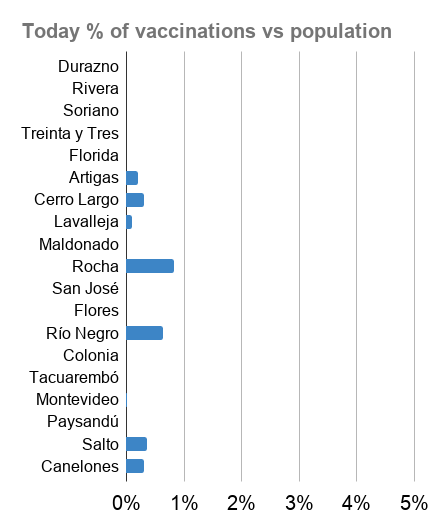 Today % of vaccinations vs population
Durazno
Rivera
Soriano
Treinta y Tres
Florida
Artigas
Cerro Largo
Lavalleja
Maldonado
Rocha
San José
Flores
Río Negro
Colonia
Tacuarembó
Montevideo
Paysandú
Salto
Canelones
0% 1% 2% 3% 4% 5%